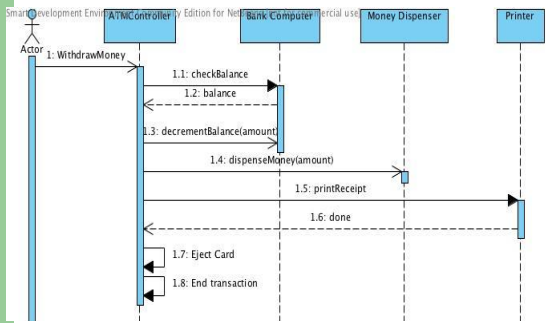 Smart Development Environment Edition for NetBeans commercial use
ATMController
Bank Computer
Money Dispenser
Printer
Actor
1: WithdrawMoney
1.1: checkBalance
1.2: balance
1.3: decrementBalance(amount)
1.4: dispenseMoney(amount)
1.5: printReceipt
1.6: done
1.7: Eject Card
1.8: End transaction